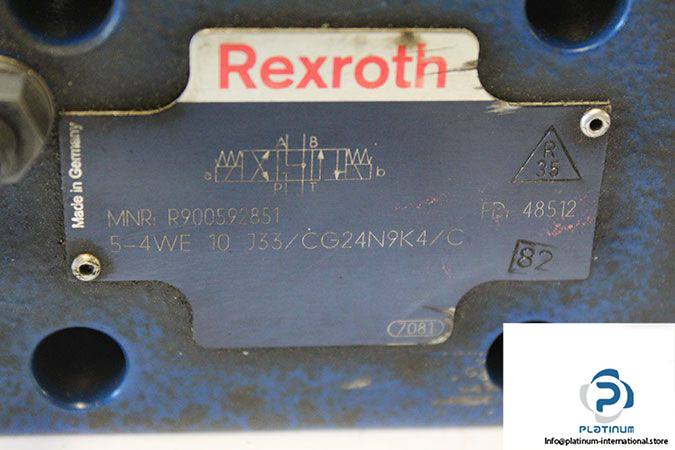 Rexroth
Made in Germany
A B
a b
P T
R
35
MNR: R900592851
FD: 48512
5-4WE 10 J33/CG24N9K4/C
82
7081
PLATINUM
info@platinum-international.store